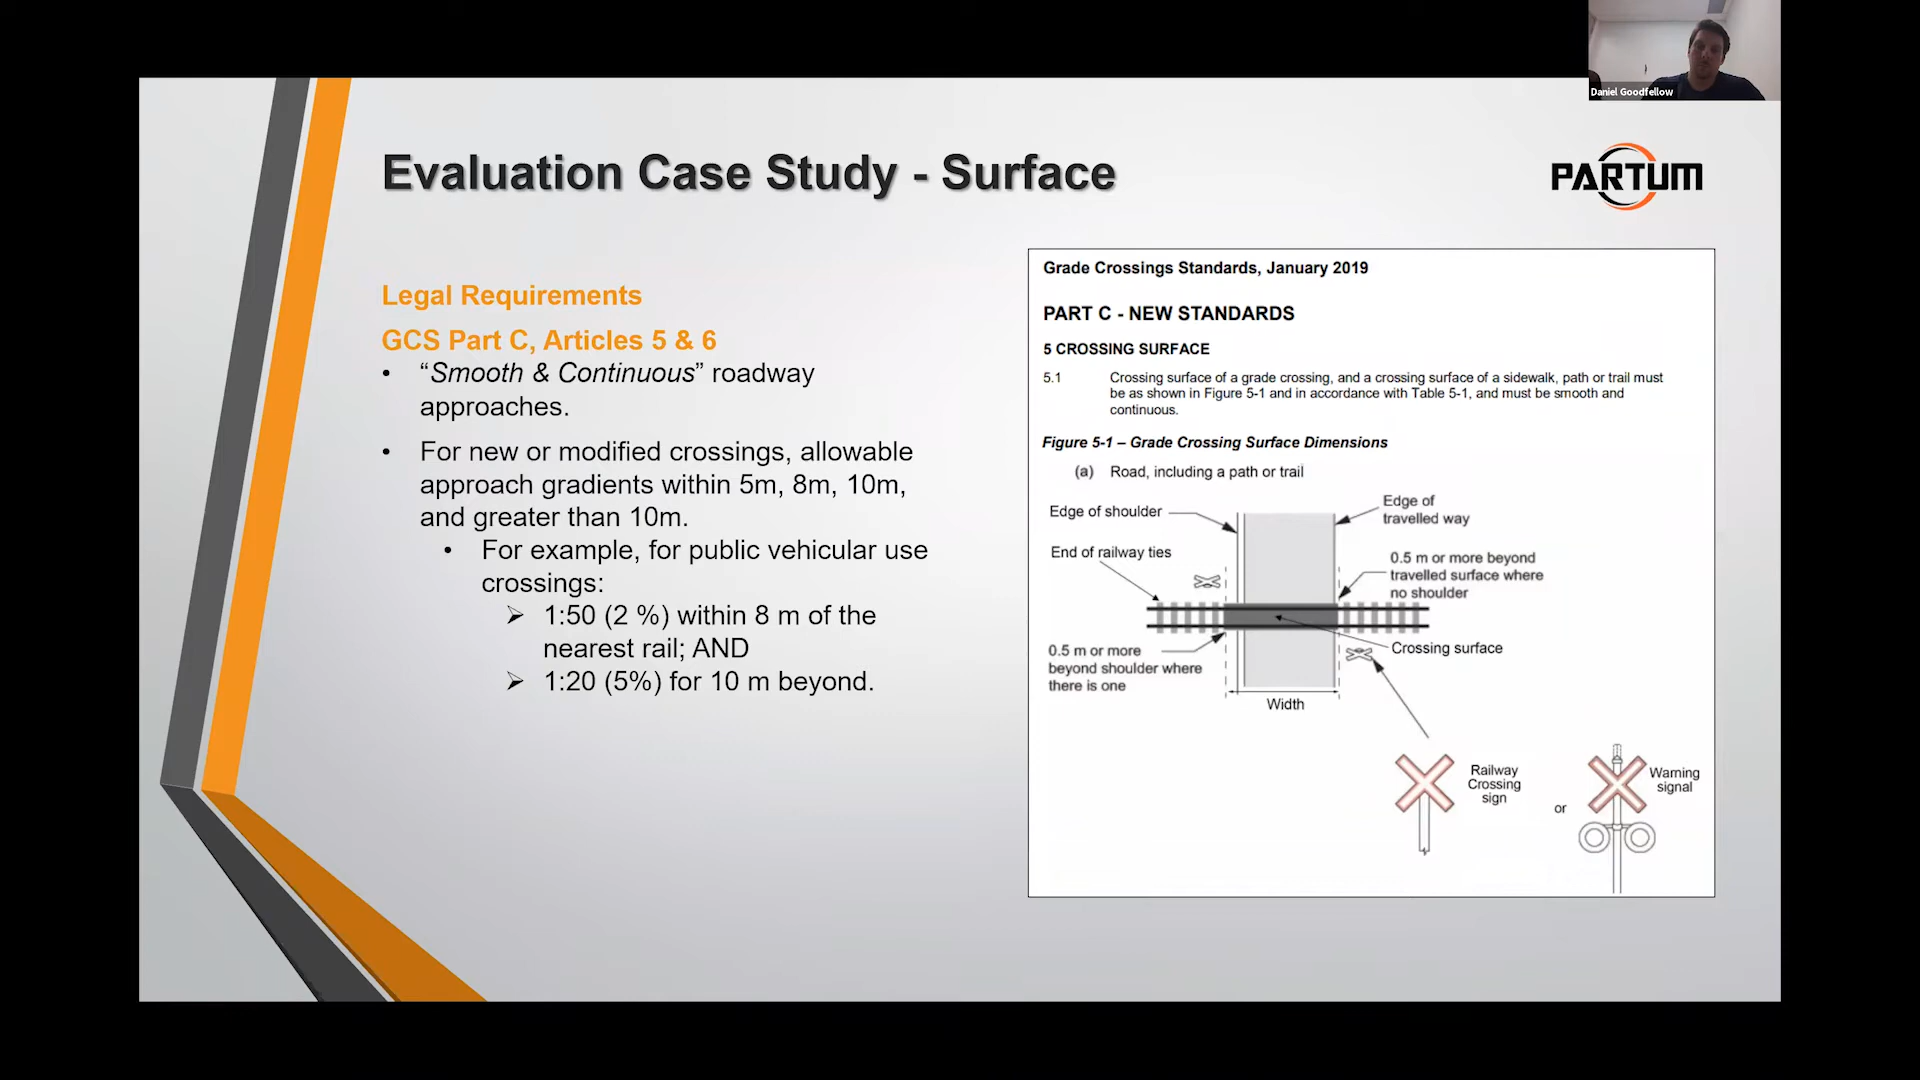 Daniel Goodfellow
Evaluation Case Study - Surface
PARTUM
Legal Requirements
GCS Part C, Articles 5 & 6
• “Smooth & Continuous” roadway
approaches.
• For new or modified crossings, allowable
approach gradients within 5m, 8m, 10m,
and greater than 10m.
• For example, for public vehicular use
crossings:
➢ 1:50 (2 %) within 8 m of the
nearest rail; AND
➢ 1:20 (5%) for 10 m beyond.
Grade Crossings Standards, January 2019
PART C - NEW STANDARDS
5 CROSSING SURFACE
5.1 Crossing surface of a grade crossing, and a crossing surface of a sidewalk, path or trail must
be as shown in Figure 5-1 and in accordance with Table 5-1, and must be smooth and
continuous.
Figure 5-1 – Grade Crossing Surface Dimensions
(a) Road, including a path or trail
Edge of shoulder
Edge of
travelled way
End of railway ties
0.5 m or more beyond
travelled surface where
no shoulder
Crossing surface
0.5 m or more
beyond shoulder where
there is one
Width
Railway
Crossing
sign
or
Warning
signal